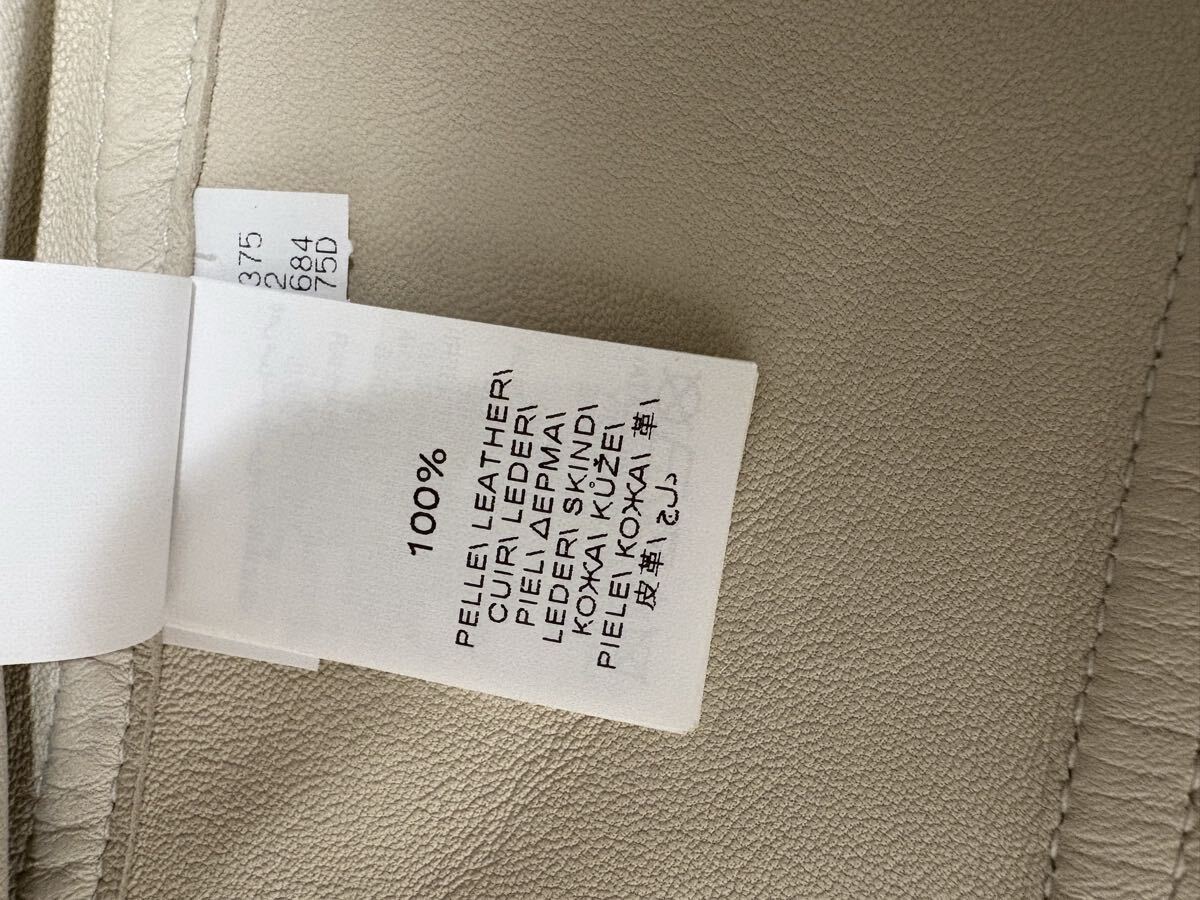 375
2
684
75D
100%
PELLE\ LEATHER\
CUIR\ LEDER\
PIEL\ ΔΕΡΜΑ\
LEDER\ SKIND\
КОЖА\ KŮŽE\
PIELE\ КОЖА\ 革\
皮革\